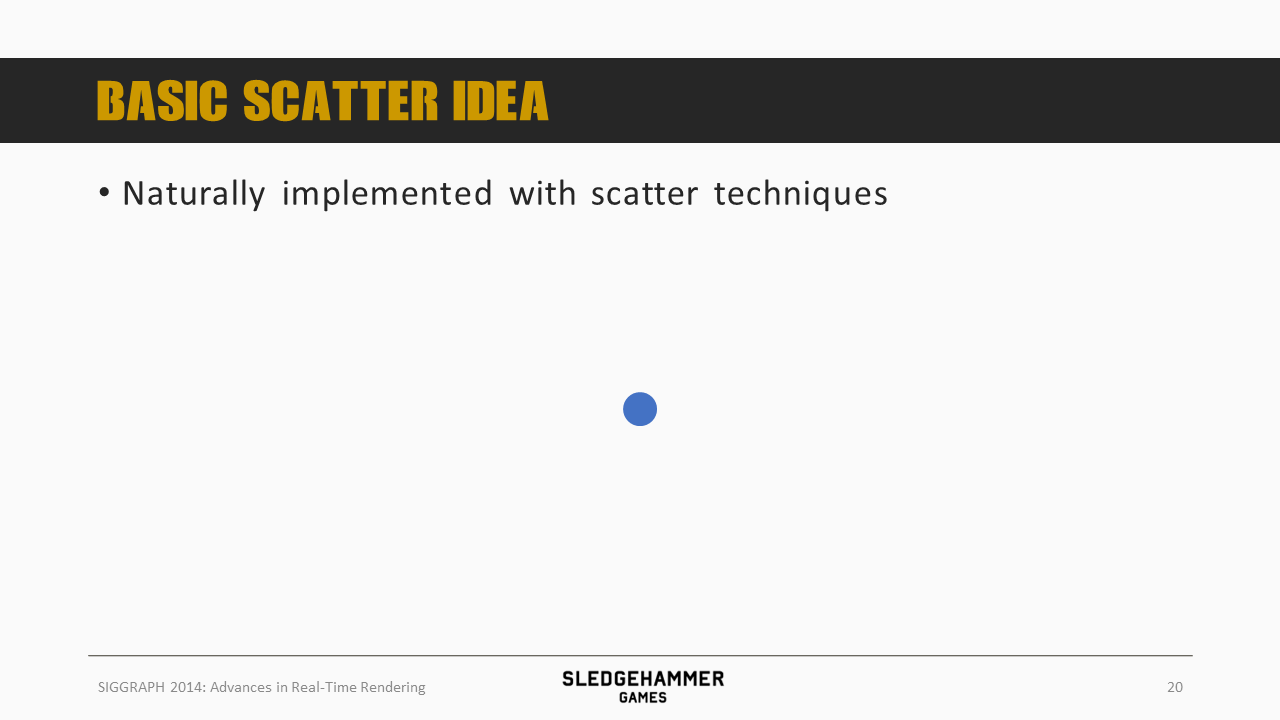 BASIC SCATTER IDEA
• Naturally implemented with scatter techniques
SIGGRAPH 2014: Advances in Real-Time Rendering
SLEDGEHAMMER
GAMES
20